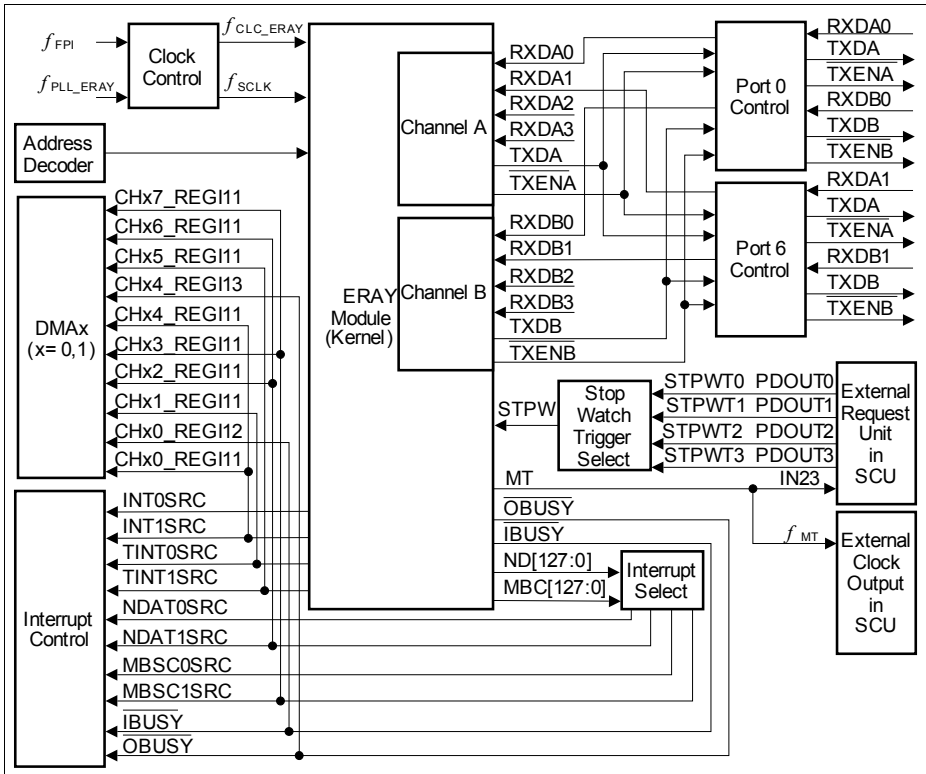 f FPI
f PLL_ERAY
Clock
Control
f CLC_ERAY
f SCLK
Address
Decoder
DMAx
(x= 0,1)
CHx7_REGI11
CHx6_REGI11
CHx5_REGI11
CHx4_REGI13
CHx4_REGI11
CHx3_REGI11
CHx2_REGI11
CHx1_REGI11
CHx0_REGI12
CHx0_REGI11
Interrupt
Control
INT0SRC
INT1SRC
TINT0SRC
TINT1SRC
NDAT0SRC
NDAT1SRC
MBSC0SRC
MBSC1SRC
IBUSY
OBUSY
ERAY
Module
(Kernel)
Channel A
RXDA0
RXDA1
RXDA2
RXDA3
TXDA
TXENA
Channel B
RXDB0
RXDB1
RXDB2
RXDB3
TXDB
TXENB
Port 0
Control
RXDA0
TXDA
TXENA
RXDB0
TXDB
TXENB
Port 6
Control
RXDA1
TXDA
TXENA
RXDB1
TXDB
TXENB
STPW
Stop
Watch
Trigger
Select
STPWT0 PDOUT0
STPWT1 PDOUT1
STPWT2 PDOUT2
STPWT3 PDOUT3
External
Request
Unit
in
SCU
MT
IN23
OBUSY
IBUSY
ND[127:0]
MBC[127:0]
Interrupt
Select
f MT
External
Clock
Output
in
SCU